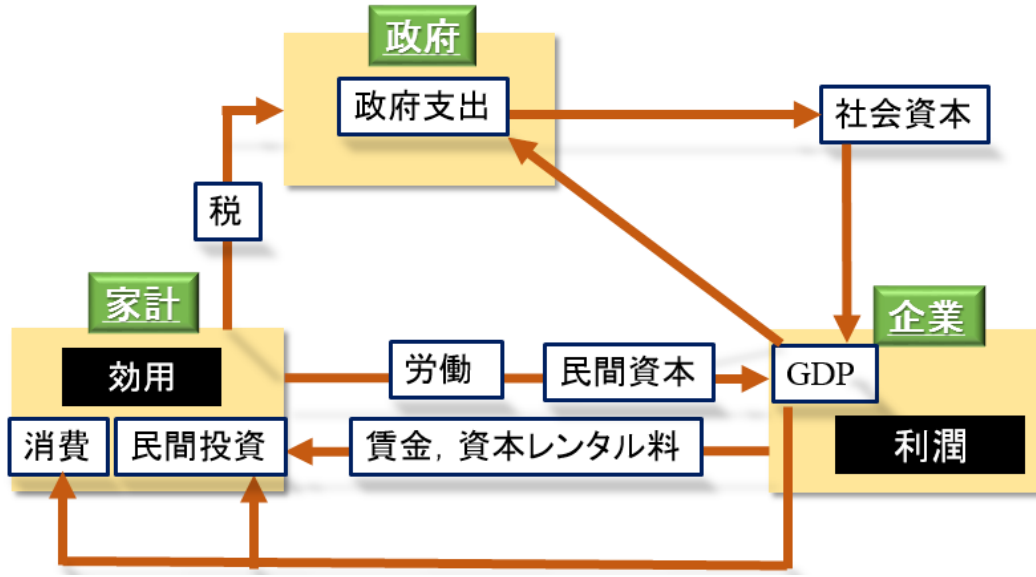 政府
政府支出
社会資本
税
家計
企業
効用
労働
民間資本
GDP
消費
民間投資
賃金，資本レンタル料
利潤